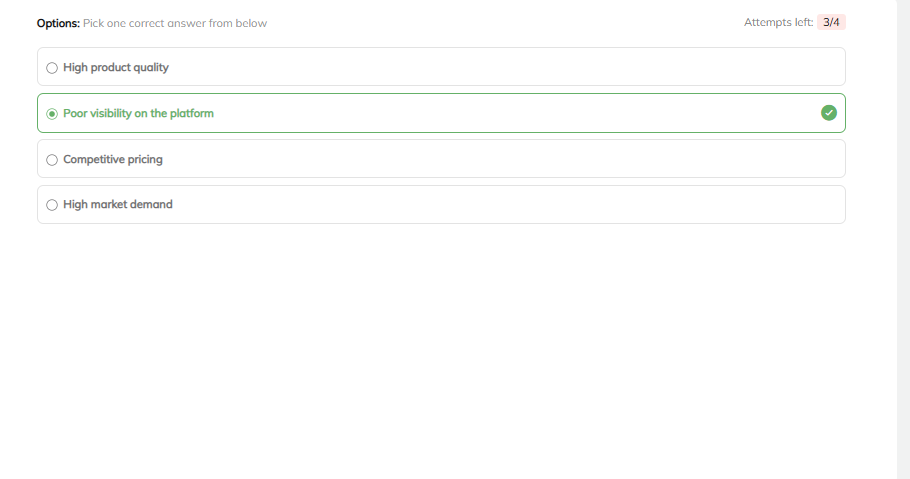 Options: Pick one correct answer from below
Attempts left: 3/4
High product quality
Poor visibility on the platform
Competitive pricing
High market demand